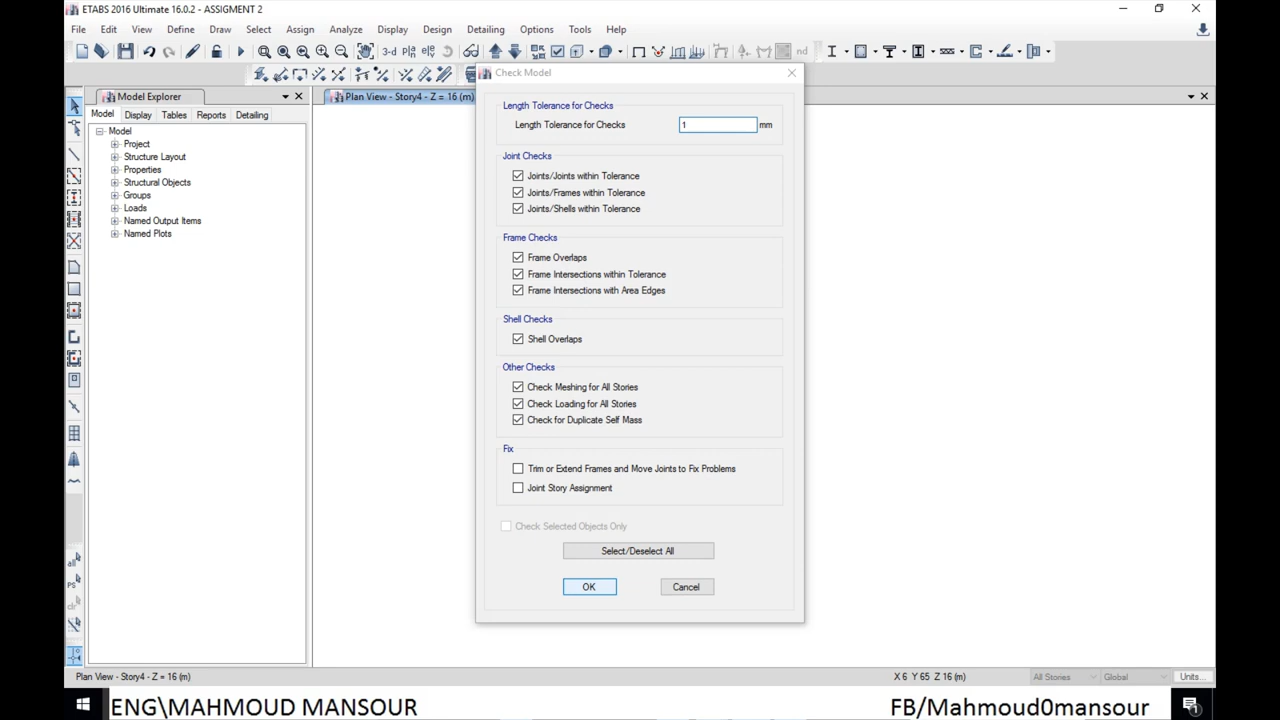 ETABS 2016 Ultimate 16.0.2 - ASSIGMENT 2
File Edit View Define Draw Select Assign Analyze Display Design Detailing Options Tools Help
3-d
nd
Model Explorer
Plan View - Story4 - Z = 16 (m)
Model Display Tables Reports Detailing
Model
Project
Structure Layout
Properties
Structural Objects
Groups
Loads
Named Output Items
Named Plots
all
ps
clr
Check Model
Length Tolerance for Checks
Length Tolerance for Checks 1 mm
Joint Checks
Joints/Joints within Tolerance
Joints/Frames within Tolerance
Joints/Shells within Tolerance
Frame Checks
Frame Overlaps
Frame Intersections within Tolerance
Frame Intersections with Area Edges
Shell Checks
Shell Overlaps
Other Checks
Check Meshing for All Stories
Check Loading for All Stories
Check for Duplicate Self Mass
Fix
Trim or Extend Frames and Move Joints to Fix Problems
Joint Story Assignment
Check Selected Objects Only
Select/Deselect All
OK Cancel
Plan View - Story4 - Z = 16 (m) X 6 Y 65 Z 16 (m) All Stories Global Units...
ENG\MAHMOUD MANSOUR FB/Mahmoud0mansour